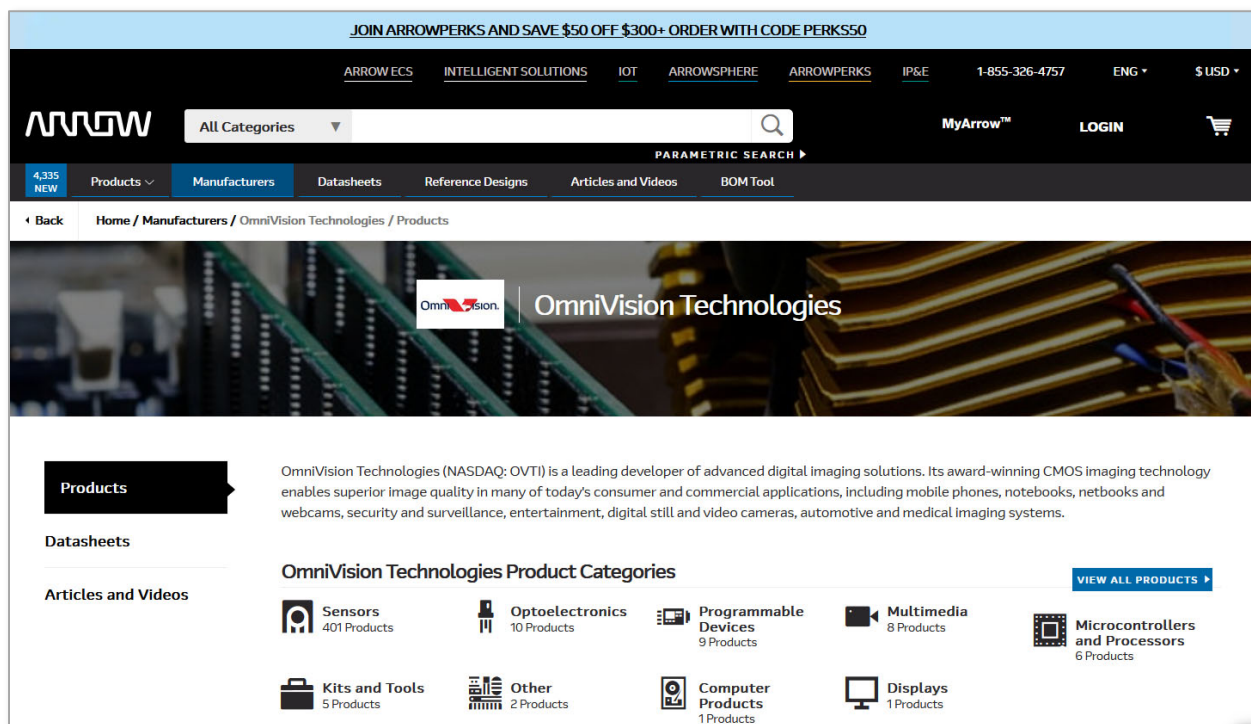 JOIN ARROWPERKS AND SAVE $50 OFF $300+ ORDER WITH CODE PERKS50
ARROW ECS INTELLIGENT SOLUTIONS IOT ARROWSPHERE ARROWPERKS IP&E 1-855-326-4757 ENG $ USD
ARROW All Categories MyArrow™ LOGIN
PARAMETRIC SEARCH
4,335 NEW Products Manufacturers Datasheets Reference Designs Articles and Videos BOM Tool
Back Home / Manufacturers / OmniVision Technologies / Products
OmniVision. OmniVision Technologies
Products
Datasheets
Articles and Videos
OmniVision Technologies (NASDAQ: OVTI) is a leading developer of advanced digital imaging solutions. Its award-winning CMOS imaging technology
enables superior image quality in many of today's consumer and commercial applications, including mobile phones, notebooks, netbooks and
webcams, security and surveillance, entertainment, digital still and video cameras, automotive and medical imaging systems.
OmniVision Technologies Product Categories
VIEW ALL PRODUCTS
Sensors
401 Products
Optoelectronics
10 Products
Programmable
Devices
9 Products
Multimedia
8 Products
Microcontrollers
and Processors
6 Products
Kits and Tools
5 Products
Other
2 Products
Computer
Products
1 Products
Displays
1 Products